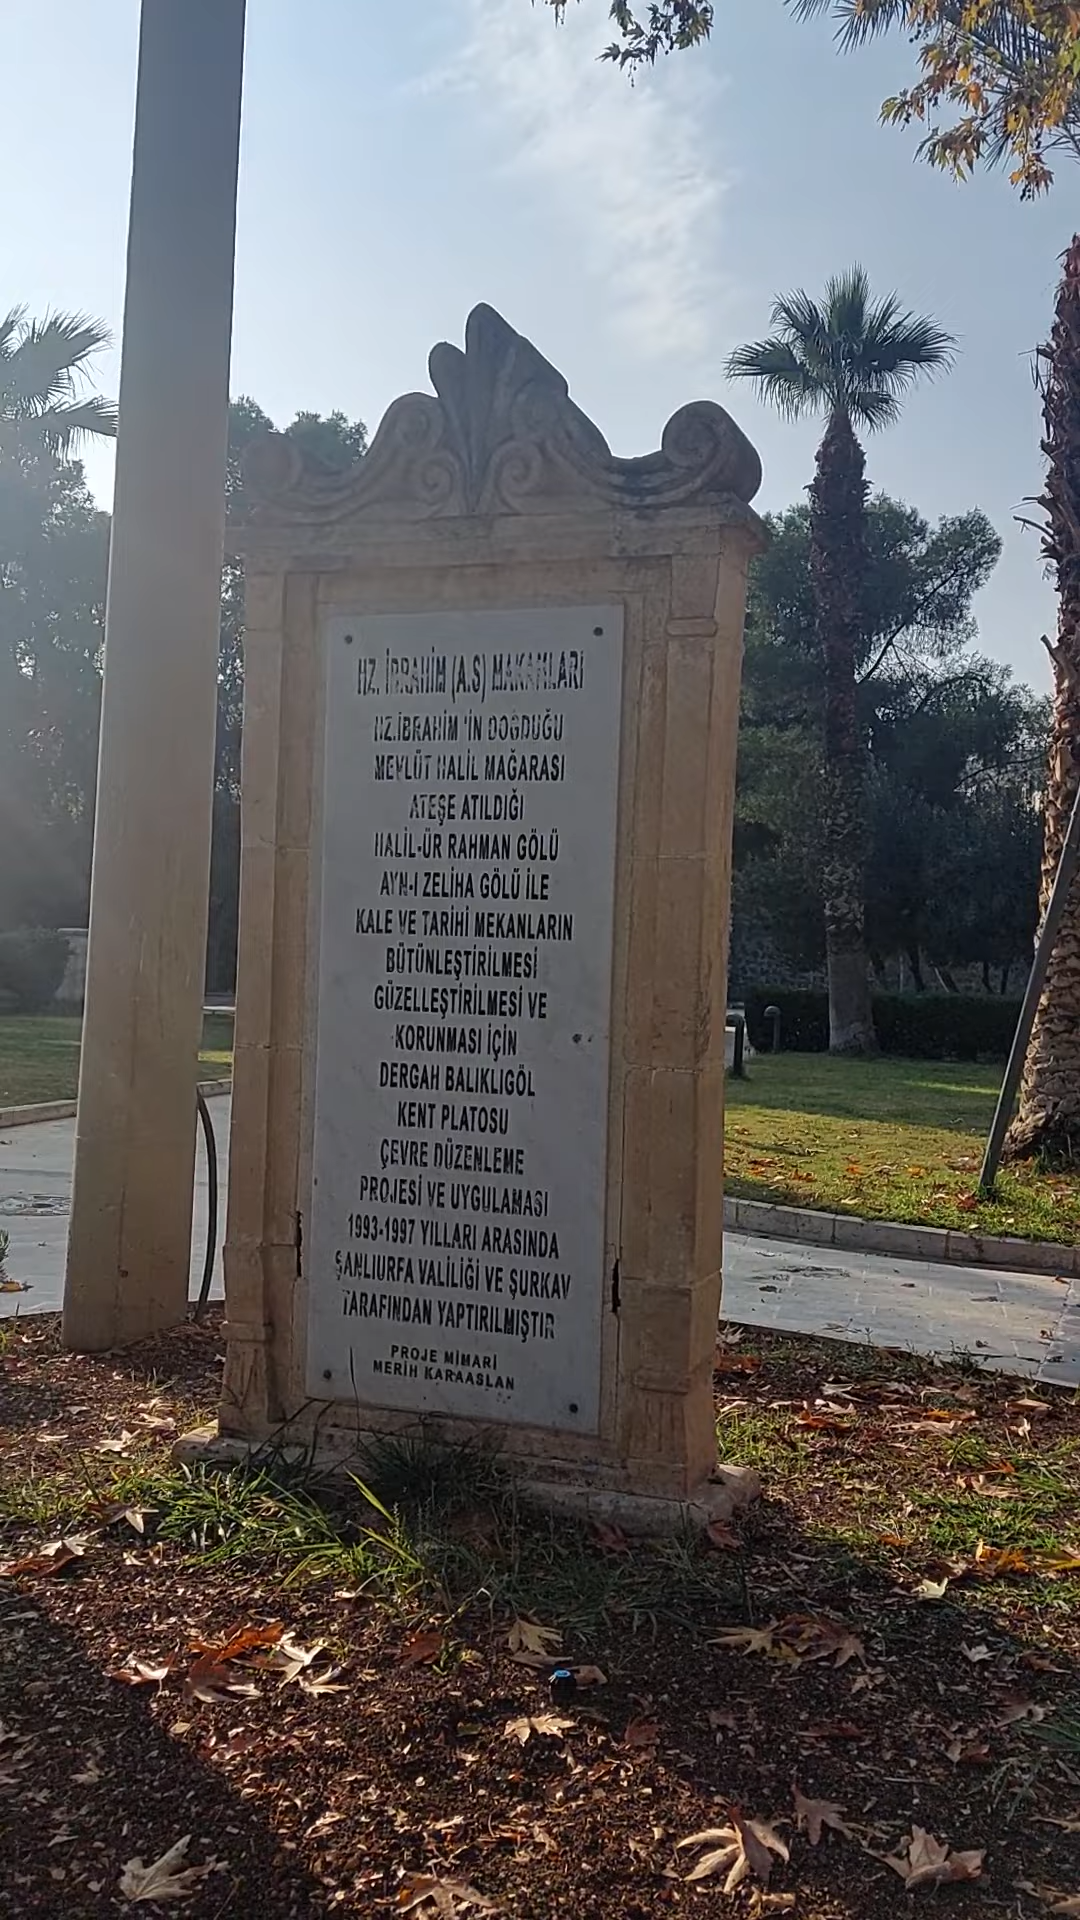 HZ. İBRAHİM (A.S) MAKAMLARI
HZ.İBRAHİM 'İN DOĞDUĞU
MEVLÜT HALİL MAĞARASI
ATEŞE ATILDIĞI
HALİL-ÜR RAHMAN GÖLÜ
AYN-I ZELİHA GÖLÜ İLE
KALE VE TARİHİ MEKANLARIN
BÜTÜNLEŞTİRİLMESİ
GÜZELLEŞTİRİLMESİ VE
KORUNMASI İÇİN
DERGAH BALIKLIGÖL
KENT PLATOSU
ÇEVRE DÜZENLEME
PROJESİ VE UYGULAMASI
1993-1997 YILLARI ARASINDA
ŞANLIURFA VALİLİĞİ VE ŞURKAV
TARAFINDAN YAPTIRILMIŞTIR
PROJE MİMARI
MERİH KARAASLAN